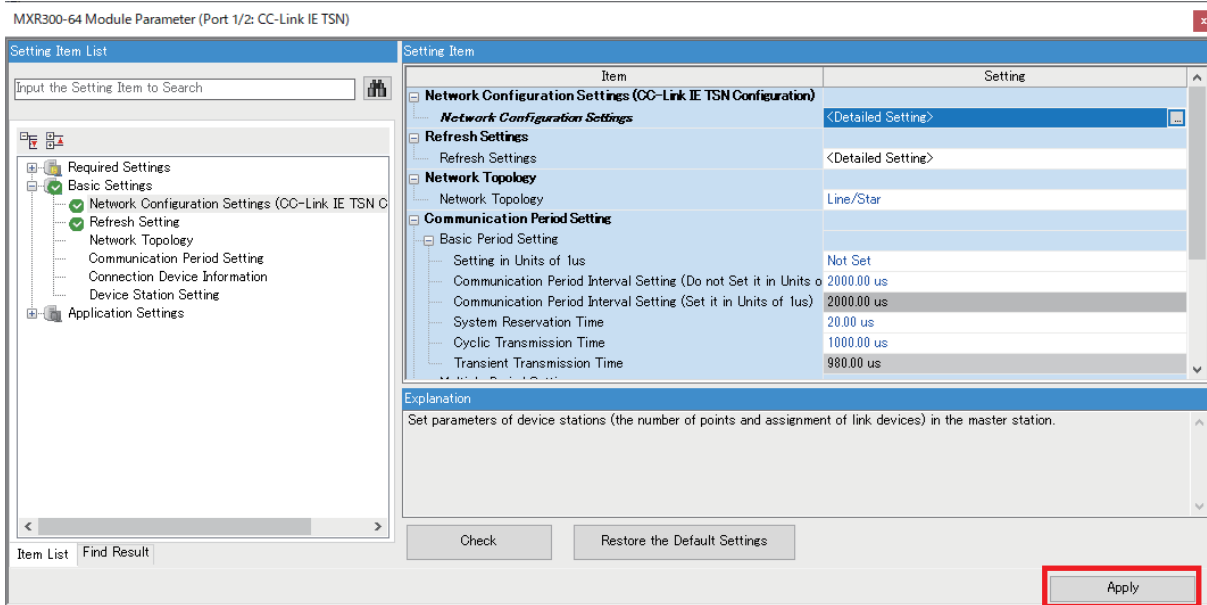 MXR300-64 Module Parameter (Port 1/2: CC-Link IE TSN)
Setting Item List
Input the Setting Item to Search
Required Settings
Basic Settings
Network Configuration Settings (CC-Link IE TSN C
Refresh Setting
Network Topology
Communication Period Setting
Connection Device Information
Device Station Setting
Application Settings
Item List Find Result
Setting Item
Item Setting
Network Configuration Settings (CC-Link IE TSN Configuration)
Network Configuration Settings <Detailed Setting> ...
Refresh Settings
Refresh Settings <Detailed Setting>
Network Topology
Network Topology Line/Star
Communication Period Setting
Basic Period Setting
Setting in Units of 1us Not Set
Communication Period Interval Setting (Do not Set it in Units o 2000.00 us
Communication Period Interval Setting (Set it in Units of 1us) 2000.00 us
System Reservation Time 20.00 us
Cyclic Transmission Time 1000.00 us
Transient Transmission Time 980.00 us
Explanation
Set parameters of device stations (the number of points and assignment of link devices) in the master station.
Check Restore the Default Settings
Apply